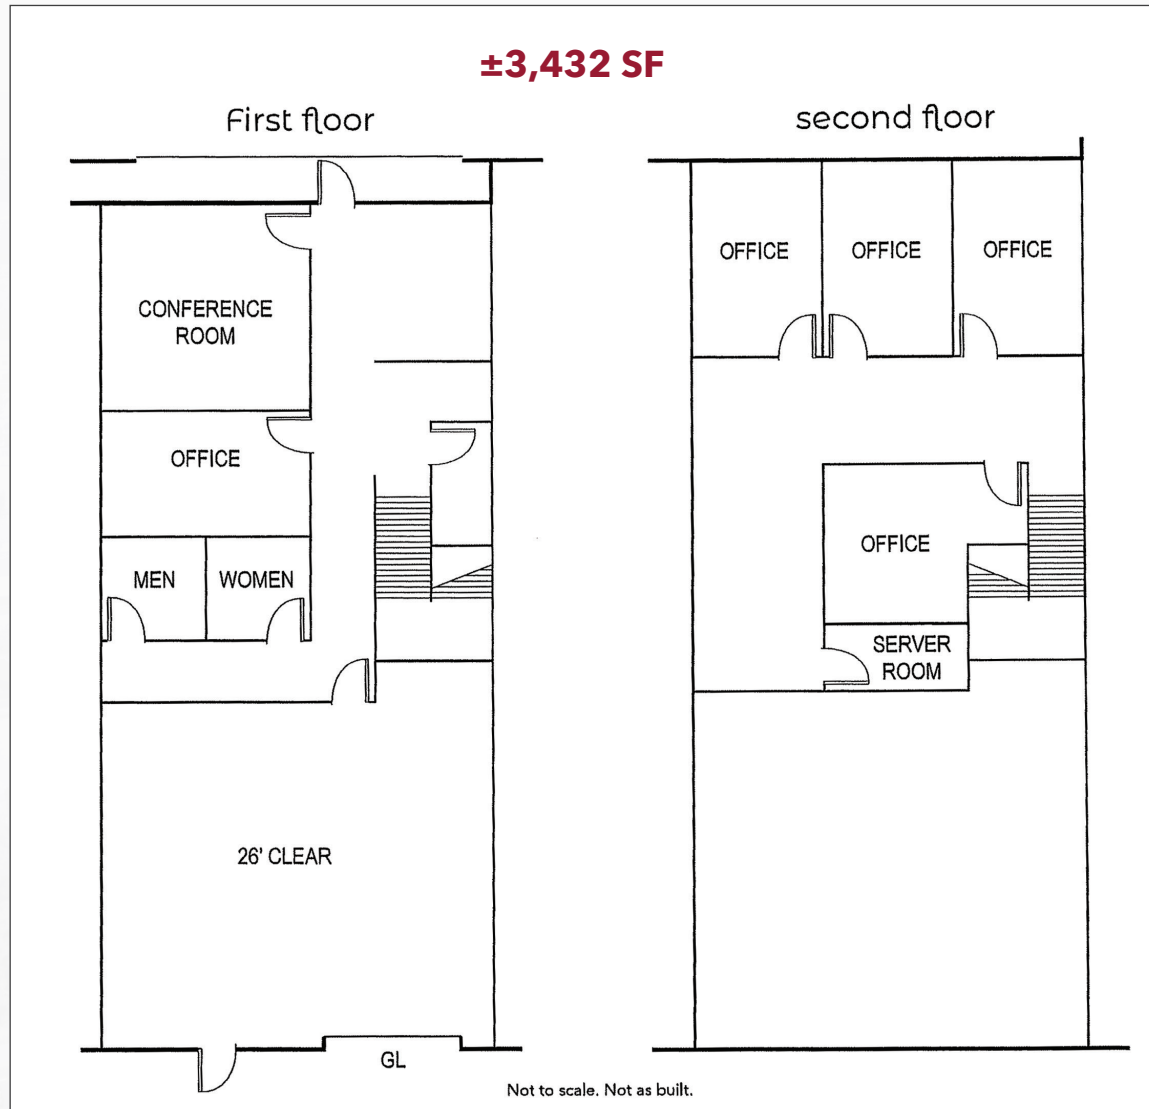 ±3,432 SF
First floor
second floor
CONFERENCE
ROOM
OFFICE
MEN
WOMEN
26' CLEAR
GL
OFFICE
OFFICE
OFFICE
OFFICE
SERVER
ROOM
Not to scale. Not as built.